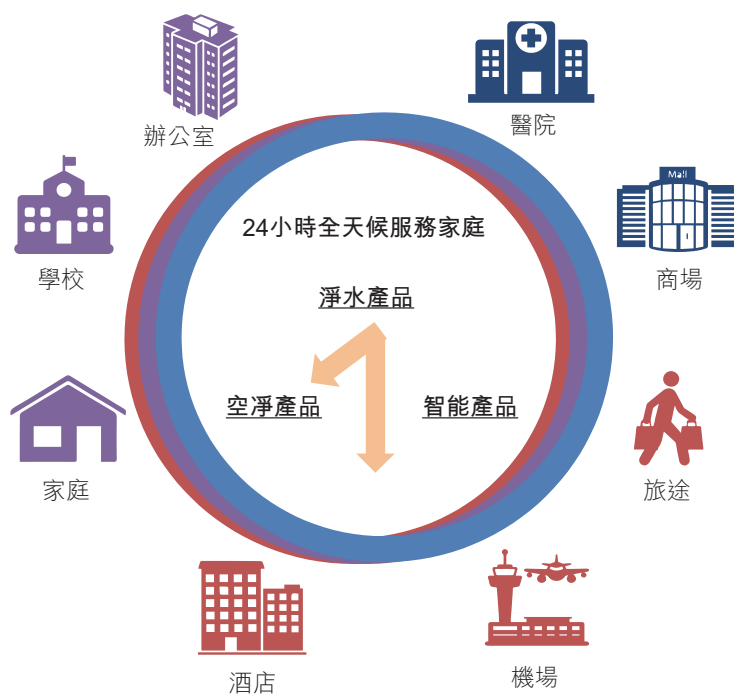 辦公室
醫院
Mall
學校
商場
24小時全天候服務家庭
淨水產品
空凈產品
智能產品
家庭
旅途
酒店
機場